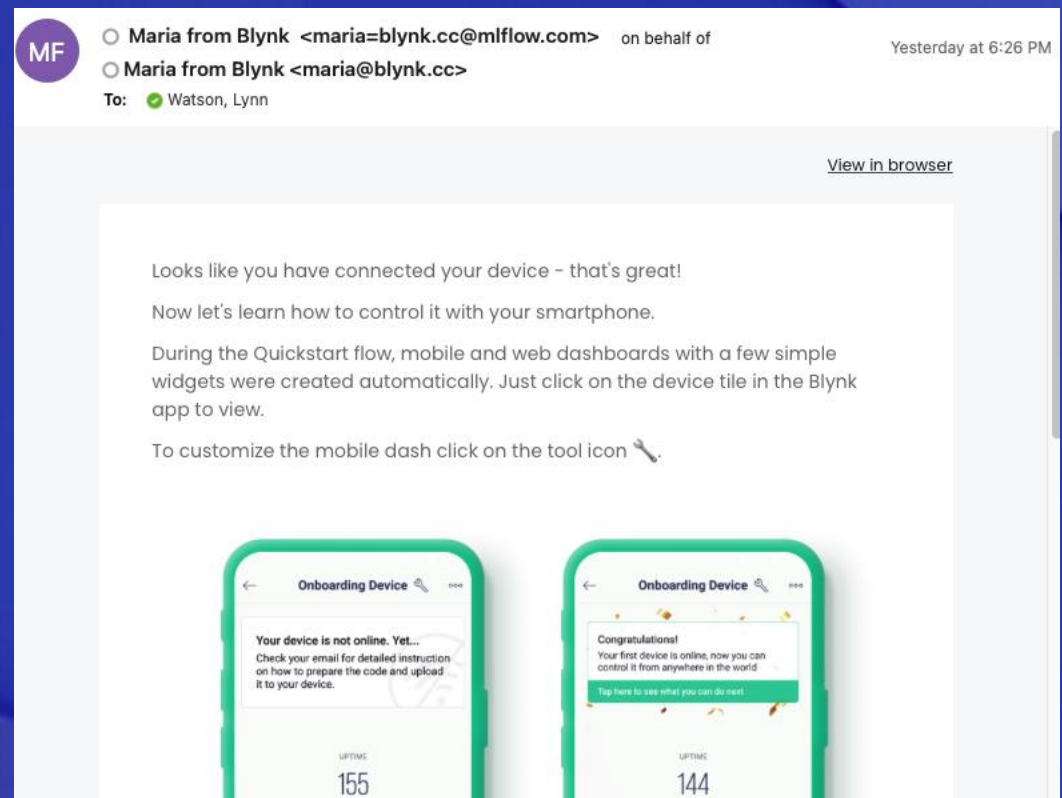 MF
Maria from Blynk <maria=blynk.cc@mlflow.com> on behalf of
Yesterday at 6:26 PM
Maria from Blynk <maria@blynk.cc>
To: Watson, Lynn
View in browser
Looks like you have connected your device - that's great!
Now let's learn how to control it with your smartphone.
During the Quickstart flow, mobile and web dashboards with a few simple
widgets were created automatically. Just click on the device tile in the Blynk
app to view.
To customize the mobile dash click on the tool icon 🔧.
Onboarding Device
Your device is not online. Yet...
Check your email for detailed instruction
on how to prepare the code and upload
it to your device.
UPTIME
155
Onboarding Device
Congratulations!
Your first device is online, now you can
control it from anywhere in the world
Tap here to see what you can do next
UPTIME
144